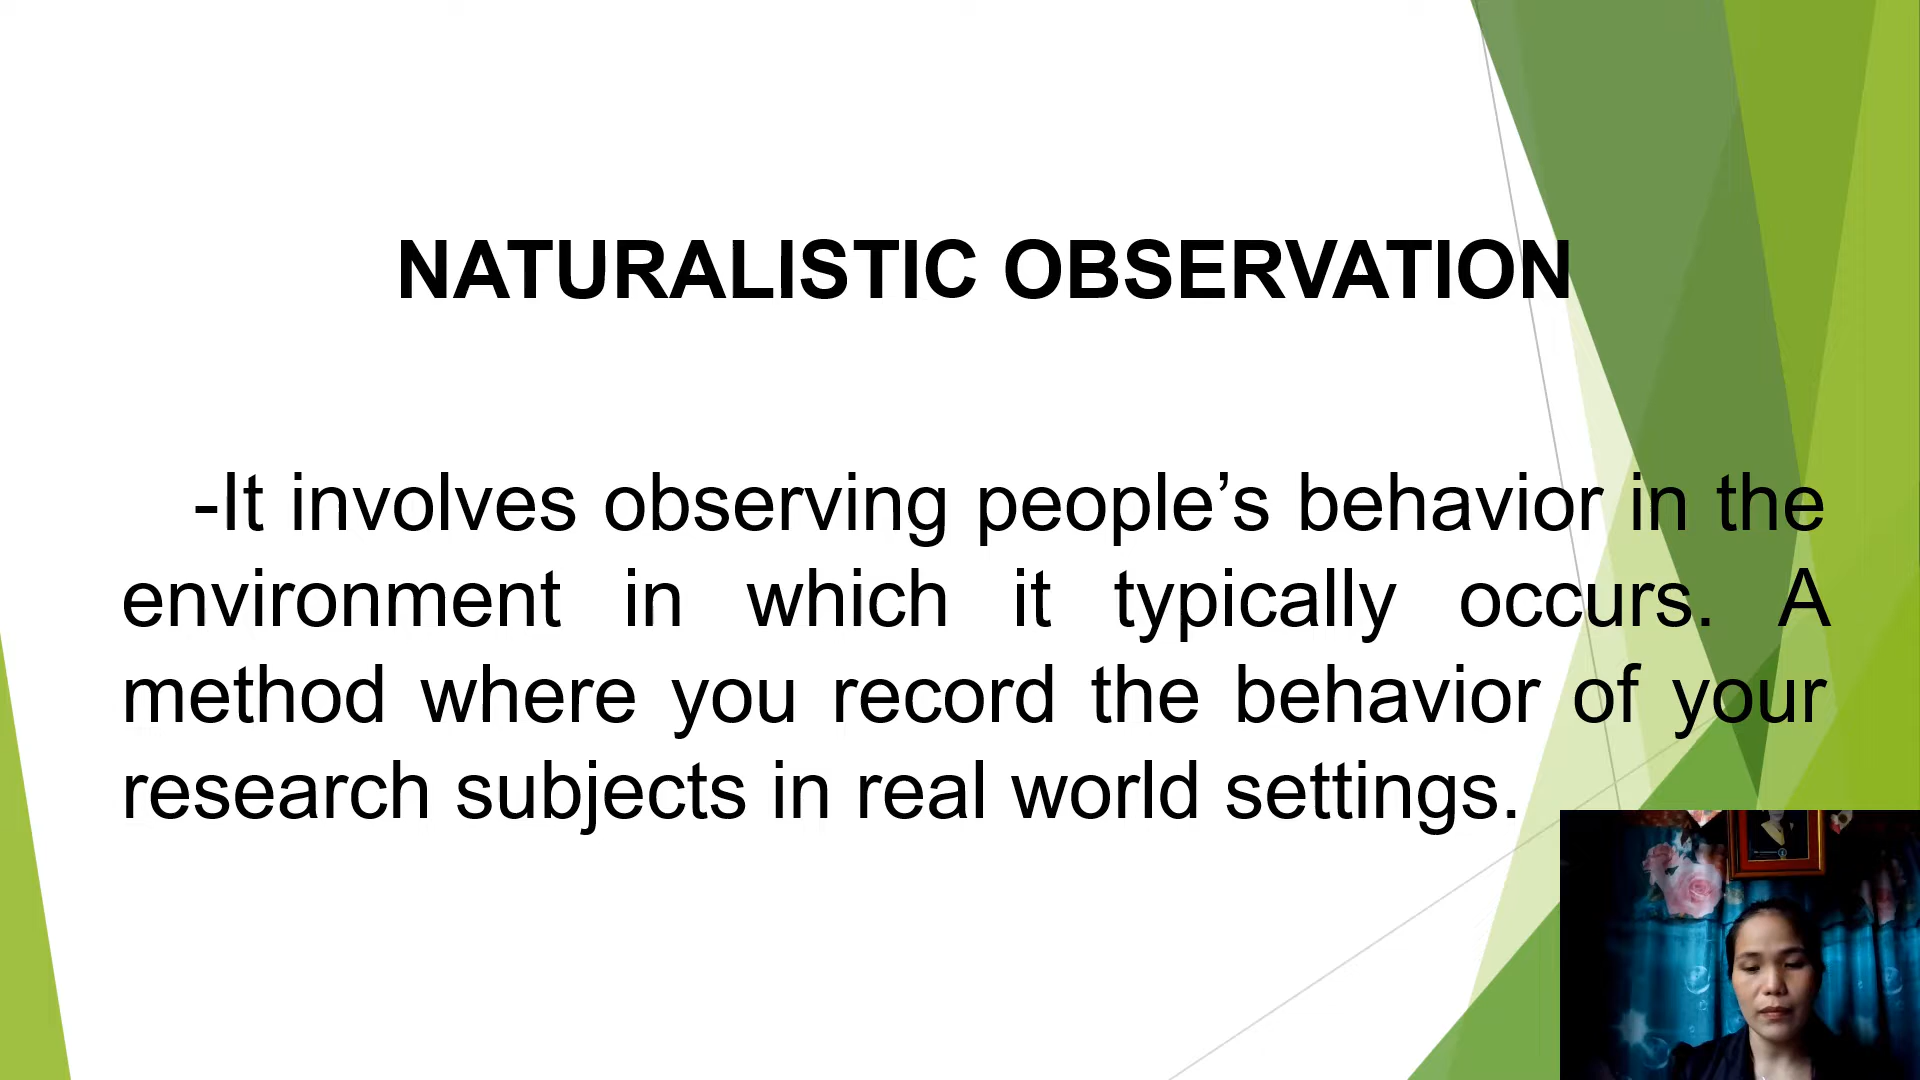 NATURALISTIC OBSERVATION
-It involves observing people’s behavior in the
environment in which it typically occurs. A
method where you record the behavior of your
research subjects in real world settings.